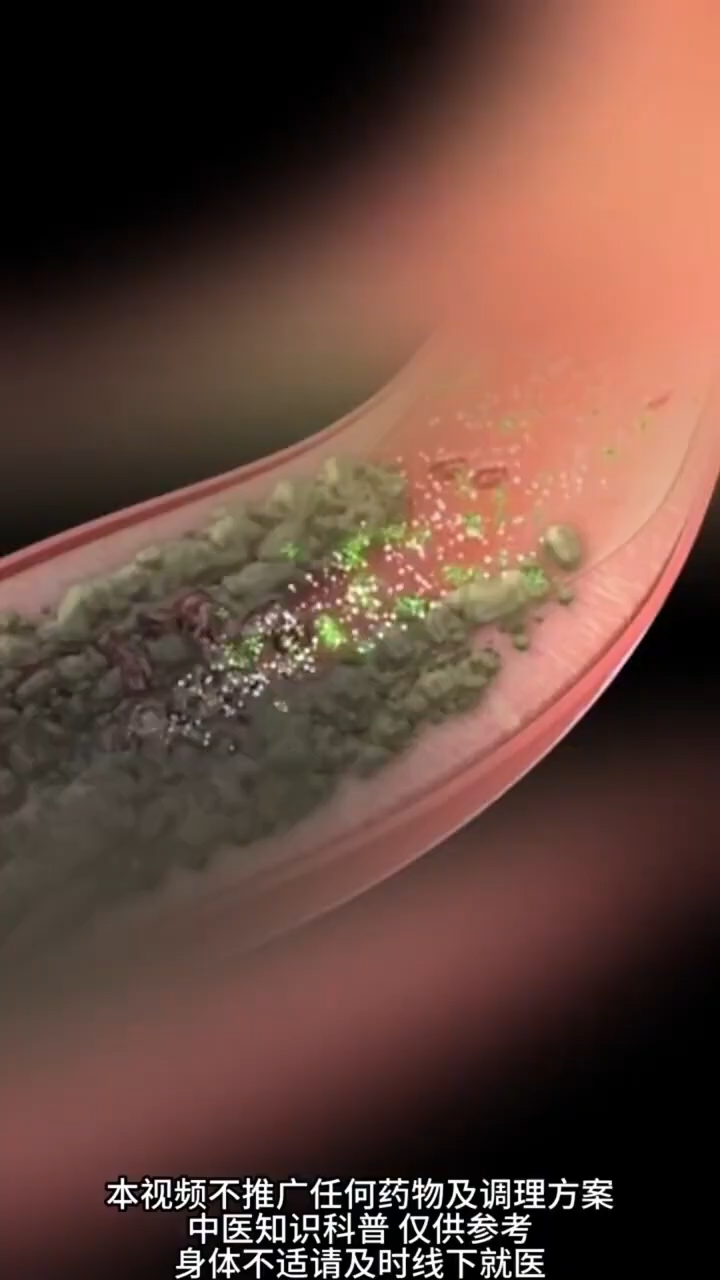 本视频不推广任何药物及调理方案
中医知识科普 仅供参考
身体不适请及时线下就医